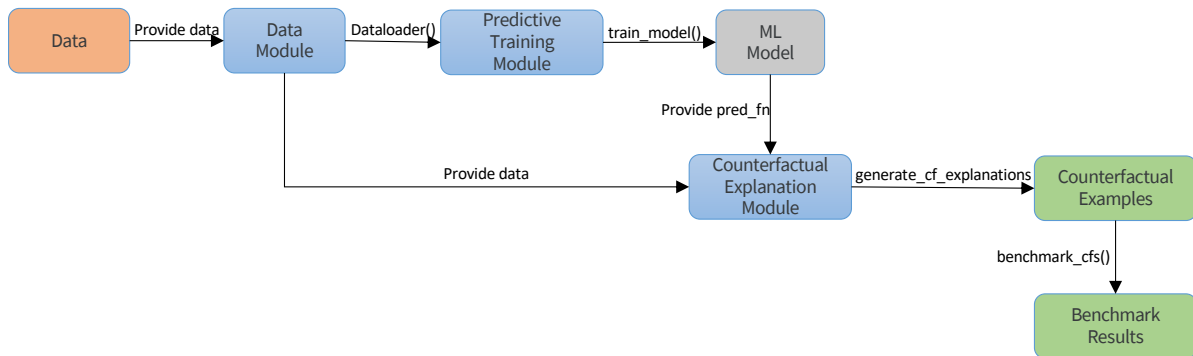 Data
Provide data
Data
Module
Dataloader()
Predictive
Training
Module
train_model()
ML
Model
Provide pred_fn
Provide data
Counterfactual
Explanation
Module
generate_cf_explanations
Counterfactual
Examples
benchmark_cfs()
Benchmark
Results